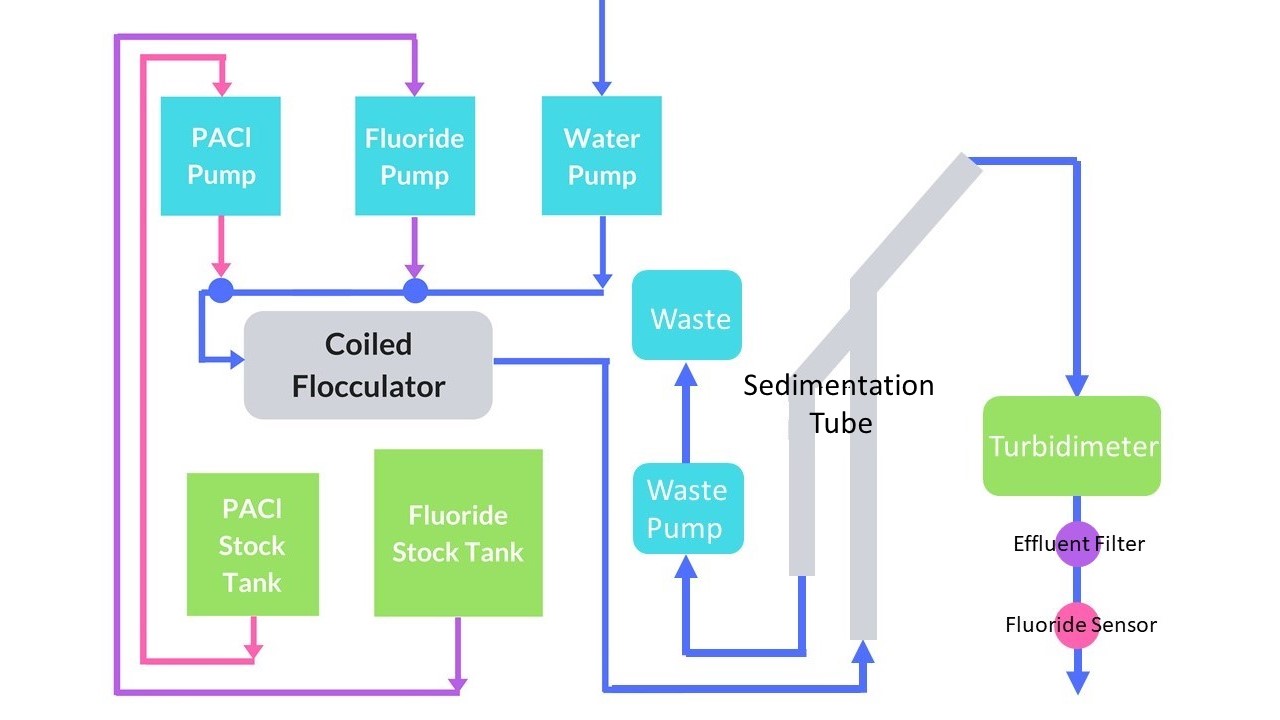 PACl
Pump
Fluoride
Pump
Water
Pump
Waste
Coiled
Flocculator
Sedimentation
Tube
Turbidimeter
Waste
Pump
PACl
Stock
Tank
Fluoride
Stock Tank
Effluent Filter
Fluoride Sensor